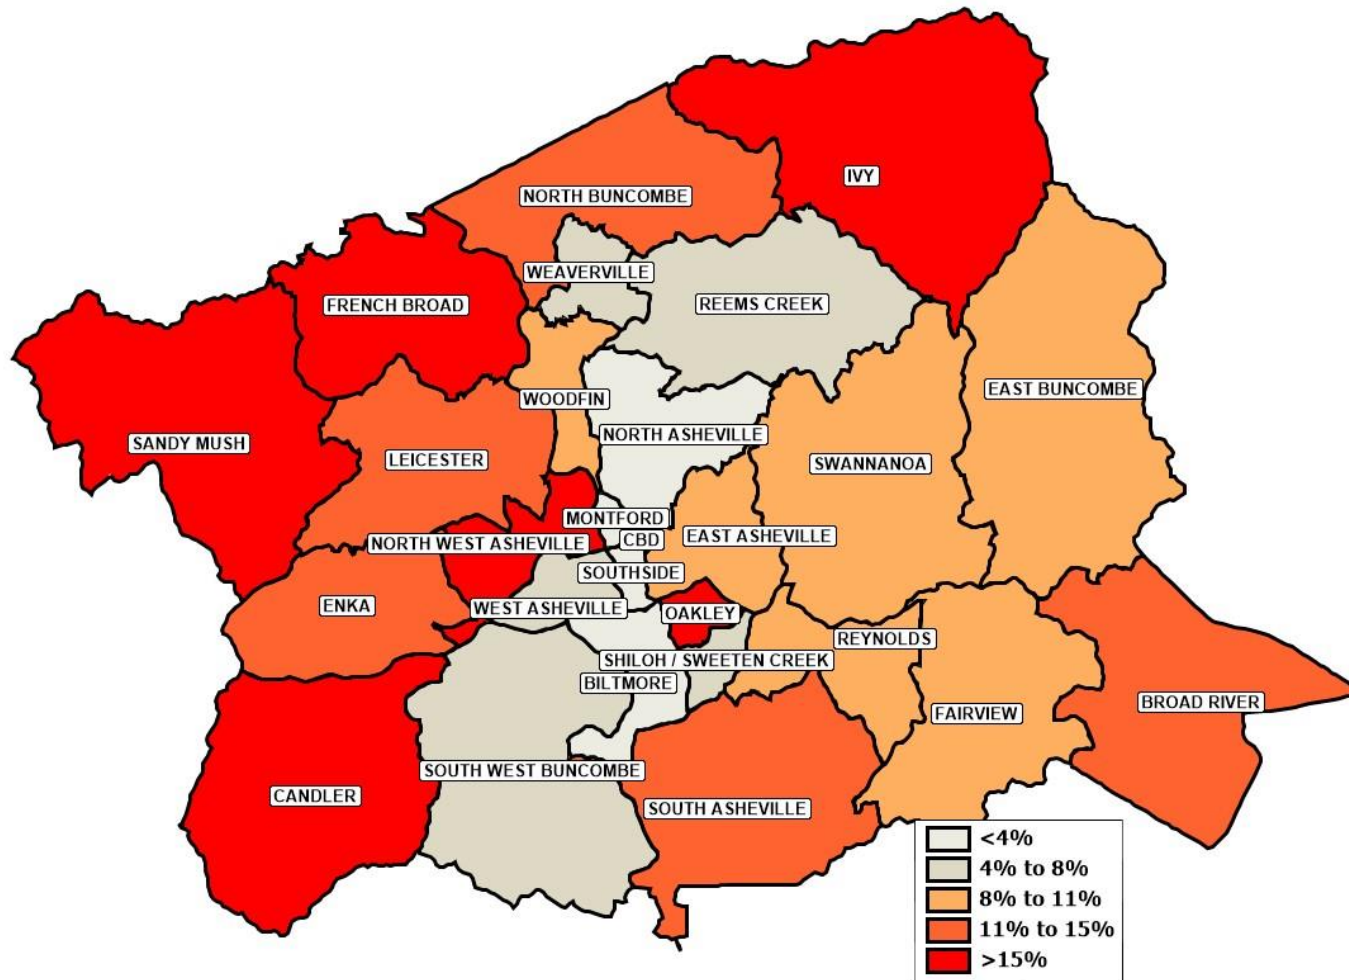 IVY
NORTH BUNCOMBE
WEAVERVILLE
FRENCH BROAD
REEMS CREEK
EAST BUNCOMBE
WOODFIN
NORTH ASHEVILLE
SANDY MUSH
LEICESTER
SWANNANOA
MONTFORD
NORTH WEST ASHEVILLE
CBD
EAST ASHEVILLE
SOUTHSIDE
ENKA
WEST ASHEVILLE
OAKLEY
REYNOLDS
SHILOH / SWEETEN CREEK
BILTMORE
BROAD RIVER
FAIRVIEW
SOUTH WEST BUNCOMBE
CANDLER
SOUTH ASHEVILLE
<4%
4% to 8%
8% to 11%
11% to 15%
>15%